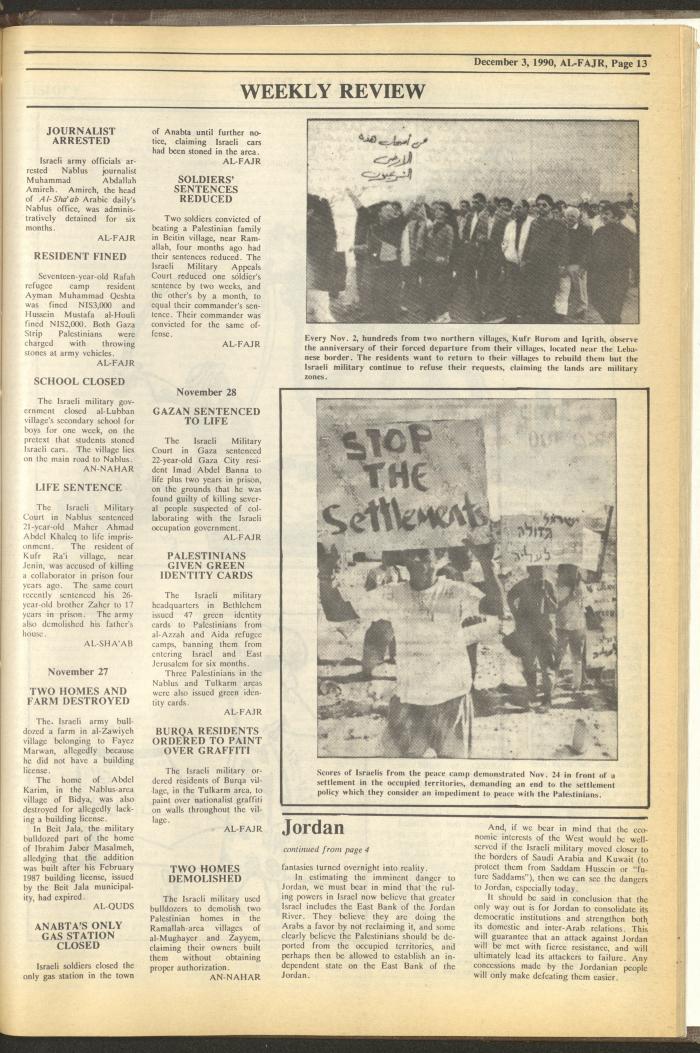 December 3, 1990, AL-FAJR, Page 13
WEEKLY REVIEW
JOURNALIST
ARRESTED
Israeli army officials ar-
rested Nablus journalist
Muhammad Abdallah
Amireh. Amireh, the head
of Al-Sha'ab Arabic daily's
Nablus office, was adminis-
tratively detained for six
months.
AL-FAJR
RESIDENT FINED
Seventeen-year-old Rafah
refugee camp resident
Ayman Muhammad Qeshta
was fined NIS3,000 and
Hussein Mustafa al-Houli
fined NIS2,000. Both Gaza
Strip Palestinians were
charged with throwing
stones at army vehicles.
AL-FAJR
SCHOOL CLOSED
The Israeli military gov-
ernment closed al-Lubban
village's secondary school for
boys for one week, on the
pretext that students stoned
Israeli cars. The village lies
on the main road to Nablus.
AN-NAHAR
LIFE SENTENCE
The Israeli Military
Court in Nablus sentenced
21-year-old Maher Ahmad
Abdel Khaleq to life impris-
onment. The resident of
Kufr Ra'i village, near
Jenin, was accused of killing
a collaborator in prison four
years ago. The same court
recently sentenced his 26-
year-old brother Zaher to 17
years in prison. The army
also demolished his father's
house.
AL-SHA'AB
November 27
TWO HOMES AND
FARM DESTROYED
The Israeli army bull-
dozed a farm in al-Zawiyeh
village belonging to Fayez
Marwan, allegedly because
he did not have a building
license.
The home of Abdel
Karim, in the Nablus-area
village of Bidya, was also
destroyed for allegedly lack-
ing a building license.
In Beit Jala, the military
bulldozed part of the home
of Ibrahim Jaber Masalmeh,
alledging that the addition
was built after his February
1987 building license, issued
by the Beit Jala municipal-
ity, had expired.
AL-QUDS
ANABTA'S ONLY
GAS STATION
CLOSED
Israeli soldiers closed the
only gas station in the town
of Anabta until further no-
tice, claiming Israeli cars
had been stoned in the area.
AL-FAJR
SOLDIERS'
SENTENCES
REDUCED
Two soldiers convicted of
beating a Palestinian family
in Beitin village, near Ram-
allah, four months ago had
their sentences reduced. The
Israeli Military Appeals
Court reduced one soldier's
sentence by two weeks, and
the other's by a month, to
equal their commander's sen-
tence. Their commander was
convicted for the same of-
fense.
AL-FAJR
November 28
GAZAN SENTENCED
TO LIFE
The Israeli Military
Court in Gaza sentenced
22-year-old Gaza City resi-
dent Imad Abdel Banna to
life plus two years in prison,
on the grounds that he was
found guilty of killing sever-
al people suspected of col-
laborating with the Israeli
occupation government.
AL-FAJR
PALESTINIANS
GIVEN GREEN
IDENTITY CARDS
The Israeli military
headquarters in Bethlehem
issued 47 green identity
cards to Palestinians from
al-Azzah and Aida refugee
camps, banning them from
entering Israel and East
Jerusalem for six months.
Three Palestinians in the
Nablus and Tulkarm areas
were also issued green iden-
tity cards.
AL-FAJR
BURQA RESIDENTS
ORDERED TO PAINT
OVER GRAFFITI
The Israeli military or-
dered residents of Burqa vil-
lage, in the Tulkarm area, to
paint over nationalist graffiti
on walls throughout the vil-
lage.
AL-FAJR
TWO HOMES
DEMOLISHED
The Israeli military used
bulldozers to demolish two
Palestinian homes in the
Ramallah-area villages of
al-Mughayer and Zayyem,
claiming their owners built
them without obtaining
proper authorization.
AN-NAHAR
هذه
الارض
Every Nov. 2, hundreds from two northern villages, Kufr Burom and Iqrith, observe
the anniversary of their forced departure from their villages, located near the Leba-
nese border. The residents want to return to their villages to rebuild them but the
Israeli military continue to refuse their requests, claiming the lands are military
zones.
STOP
THE
Settlements
ישראל
גדולה
Scores of Israelis from the peace camp demonstrated Nov. 24 in front of a
settlement in the occupied territories, demanding an end to the settlement
policy which they consider an impediment to peace with the Palestinians.
Jordan
continued from page 4
fantasies turned overnight into reality.
In estimating the imminent danger to
Jordan, we must bear in mind that the rul-
ing powers in Israel now believe that greater
Israel includes the East Bank of the Jordan
River. They believe they are doing the
Arabs a favor by not reclaiming it, and some
clearly believe the Palestinians should be de-
ported from the occupied territories, and
perhaps then be allowed to establish an in-
dependent state on the East Bank of the
Jordan.
And, if we bear in mind that the eco-
nomic interests of the West would be well-
served if the Israeli military moved closer to
the borders of Saudi Arabia and Kuwait (to
protect them from Saddam Hussein or "fu-
ture Saddams"), then we can see the dangers
to Jordan, especially today.
It should be said in conclusion that the
only way out is for Jordan to consolidate its
democratic institutions and strengthen both
its domestic and inter-Arab relations. This
will guarantee that an attack against Jordan
will be met with fierce resistance, and will
ultimately lead its attackers to failure. Any
concessions made by the Jordanian people
will only make defeating them easier.